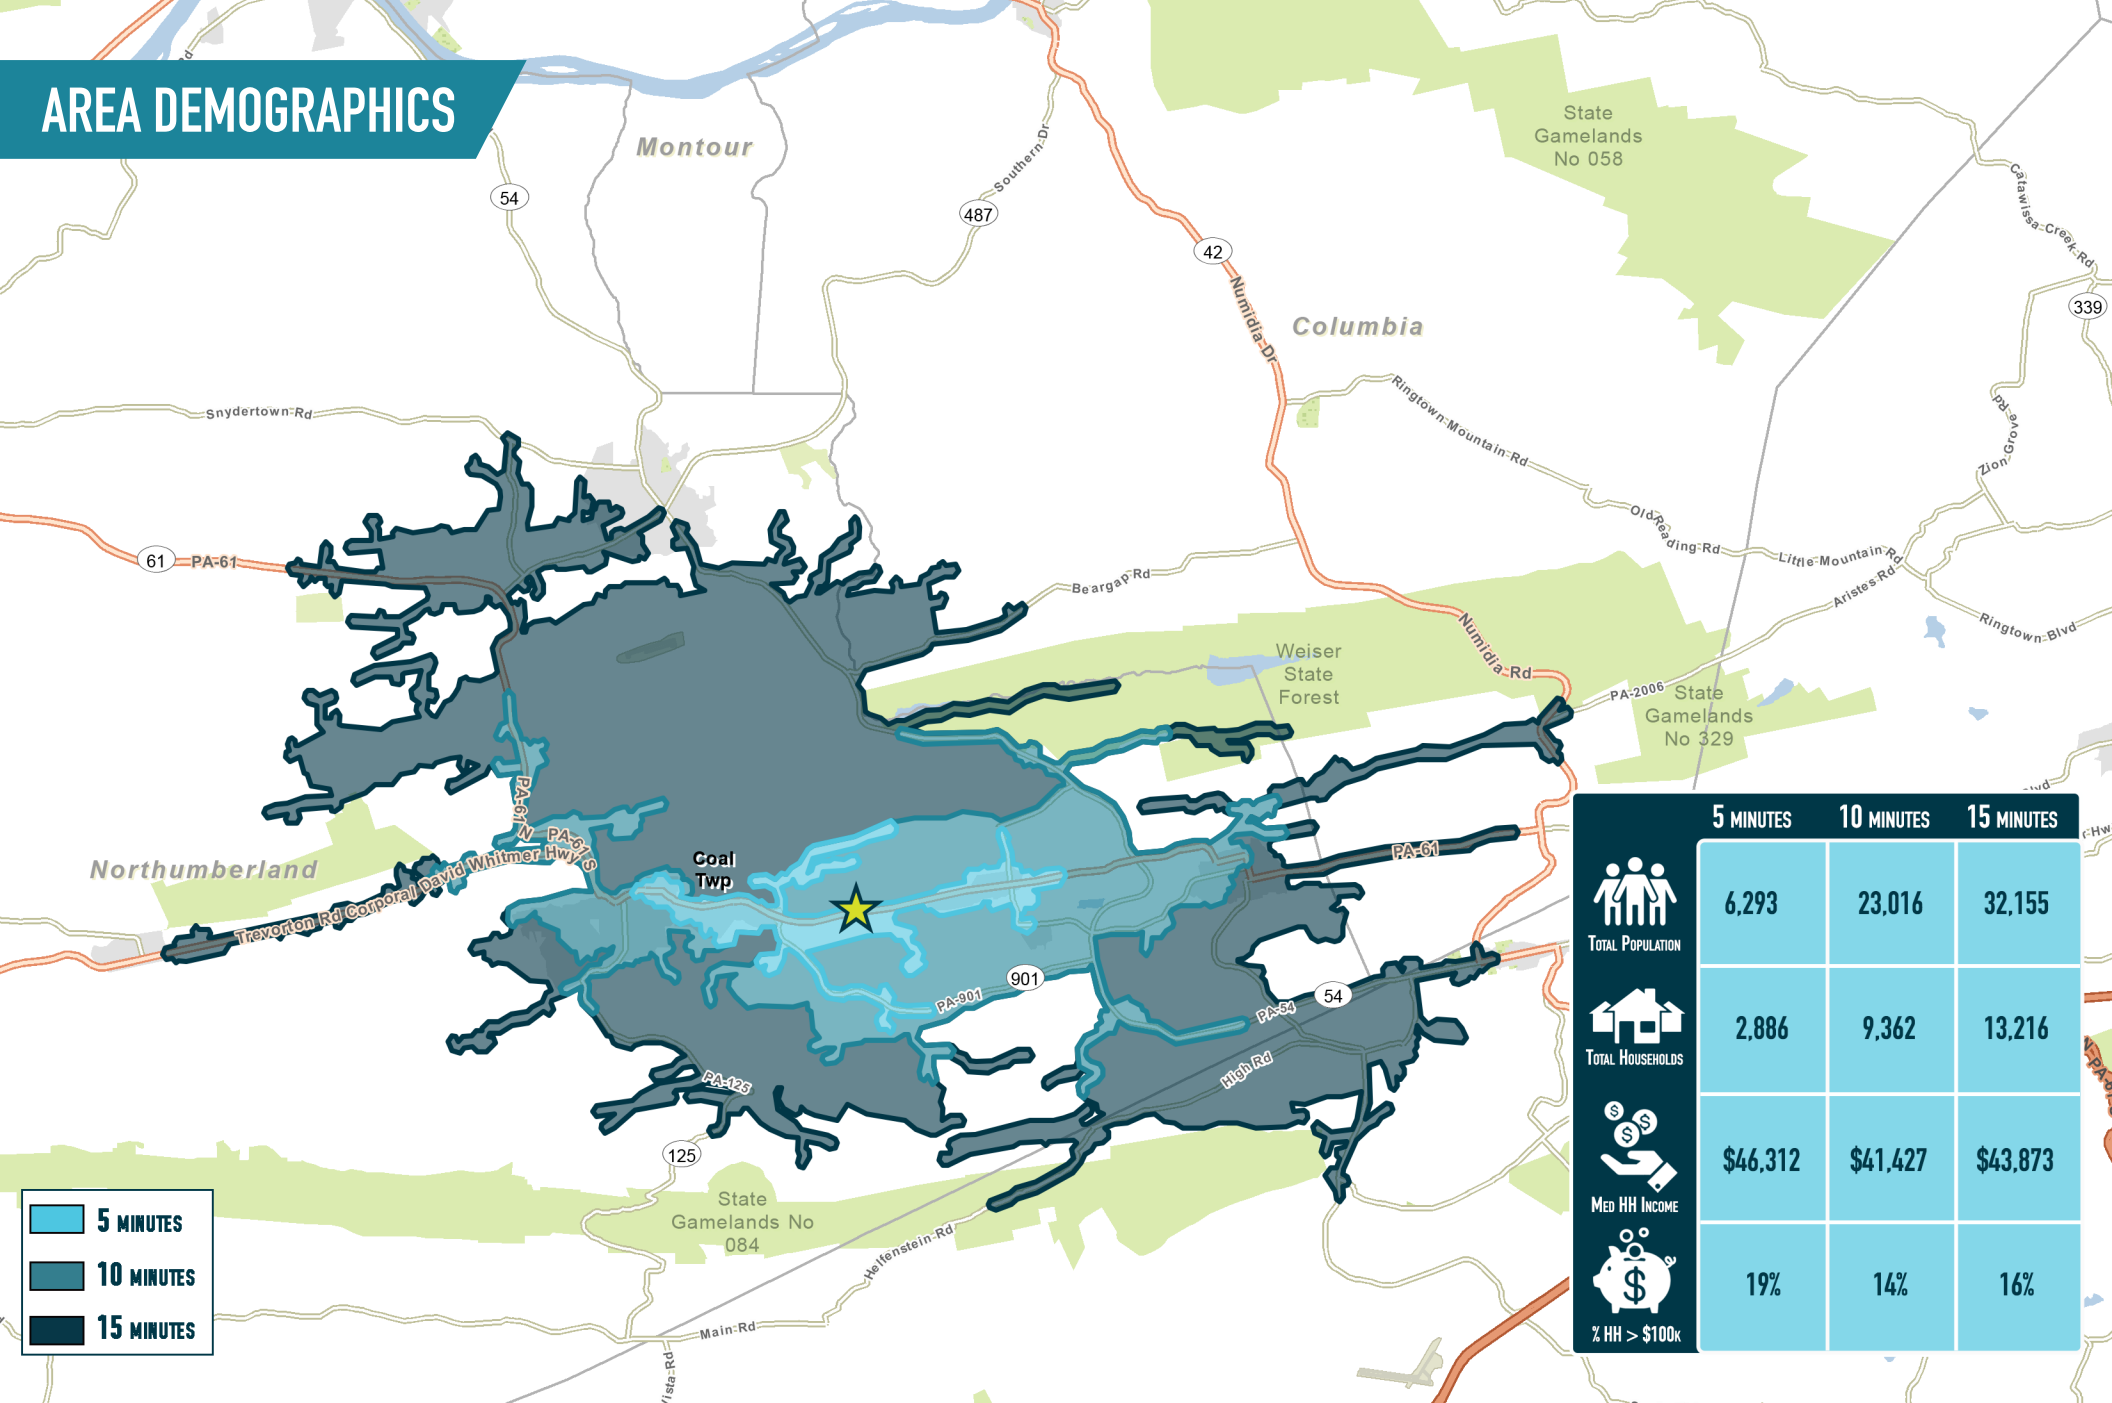 AREA DEMOGRAPHICS
Montour
54
Southern Dr
487
42
Numidia Dr
Columbia
State
Gamelands
No 058
Catawissa Creek Rd
339
Snydertown Rd
Ringtown Mountain Rd
Zion Grove Rd
Old Reading Rd
Little Mountain Rd
Aristes Rd
Ringtown Blvd
61
PA-61
Beargap Rd
Numidia Rd
Weiser
State
Forest
PA-2006
State
Gamelands
No 329
PA-61 N
PA-61 S
Northumberland
Trevorton Rd Corporal David Whitmer Hwy
Coal
Twp
PA-61
901
PA-901
54
PA-54
High Rd
PA-125
125
State
Gamelands No
084
Helfenstein Rd
Main Rd
Vista Rd
5 MINUTES
10 MINUTES
15 MINUTES
5 MINUTES 10 MINUTES 15 MINUTES
TOTAL POPULATION 6,293 23,016 32,155
TOTAL HOUSEHOLDS 2,886 9,362 13,216
MED HH INCOME $46,312 $41,427 $43,873
% HH > $100K 19% 14% 16%